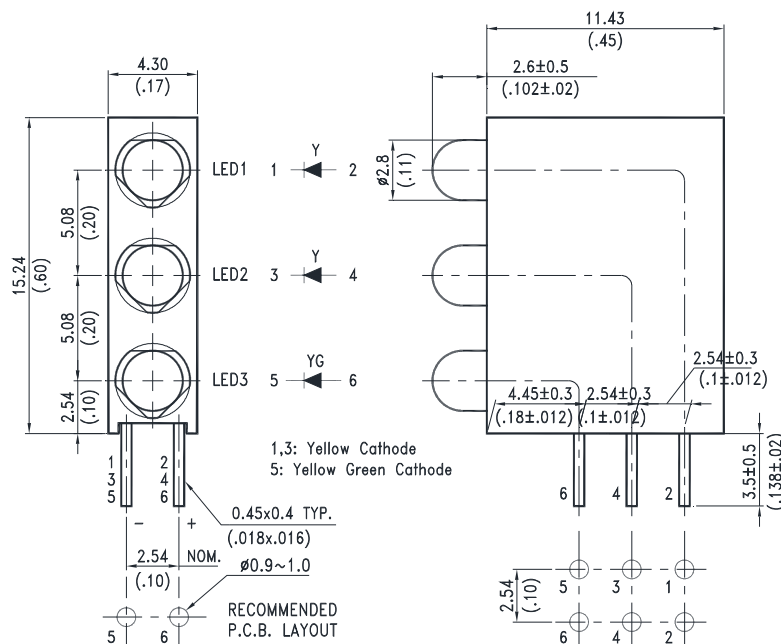 11.43
(.45)
4.30
(.17)
2.6±0.5
(.102±.02)
Y
LED1 1 2
ø2.8
(.11)
5.08
(.20)
15.24
(.60)
Y
LED2 3 4
5.08
(.20)
YG
LED3 5 6
2.54
(.10)
2.54±0.3
(.1±.012)
4.45±0.3
(.18±.012)
2.54±0.3
(.1±.012)
1,3: Yellow Cathode
5: Yellow Green Cathode
1 2
3 4
5 6
6 4 2
3.5±0.5
(.138±.02)
0.45x0.4 TYP.
(.018x.016)
− +
2.54 NOM.
(.10)
ø0.9~1.0
5 3 1
2.54
(.10)
RECOMMENDED
P.C.B. LAYOUT
5 6
6 4 2